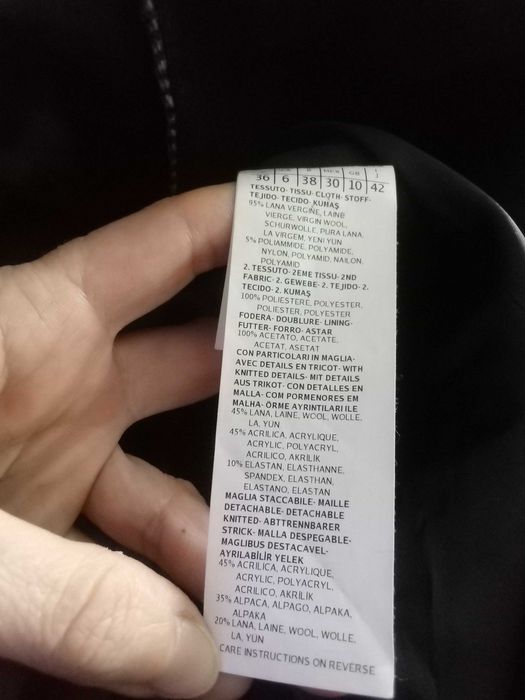 36 6 38 30 10 42
TESSUTO- TISSU- CLOTH- STOFF-
TEJIDO- TECIDO- KUMAŞ
95% LANA VERGINE, LAINE
VIERGE, VIRGIN WOOL,
SCHURWOLLE, PURA LANA,
LA VIRGEM, YENI YUN
5% POLIAMMIDE, POLYAMIDE,
NYLON, POLYAMID, NAILON,
POLYAMID
2. TESSUTO- 2EME TISSU- 2ND
FABRIC- 2. GEWEBE- 2. TEJIDO- 2.
TECIDO- 2. KUMAŞ
100% POLIESTERE, POLYESTER,
POLIESTER, POLYESTER
FODERA- DOUBLURE- LINING-
FUTTER- FORRO- ASTAR
100% ACETATO, ACETATE,
ACETAT, ASETAT
CON PARTICOLARI IN MAGLIA-
AVEC DETAILS EN TRICOT- WITH
KNITTED DETAILS- MIT DETAILS
AUS TRIKOT- CON DETALLES EN
MALLA- COM PORMENORES EM
MALHA- ÖRME AYRINTILARI ILE
45% LANA, LAINE, WOOL, WOLLE,
LA, YUN
45% ACRILICA, ACRYLIQUE,
ACRYLIC, POLYACRYL,
ACRILICO, AKRILIK
10% ELASTAN, ELASTHANNE,
SPANDEX, ELASTHAN,
ELASTANO, ELASTAN
MAGLIA STACCABILE- MAILLE
DETACHABLE- DETACHABLE
KNITTED- ABTTRENNBARER
STRICK- MALLA DESPEGABLE-
MAGLIBUS DESTACAVEL-
AYRILABİLİR YELEK
45% ACRILICA, ACRYLIQUE,
ACRYLIC, POLYACRYL,
ACRILICO, AKRILIK
35% ALPACA, ALPAGO, ALPAKA,
ALPAKA
20% LANA, LAINE, WOOL, WOLLE,
LA, YUN
CARE INSTRUCTIONS ON REVERSE